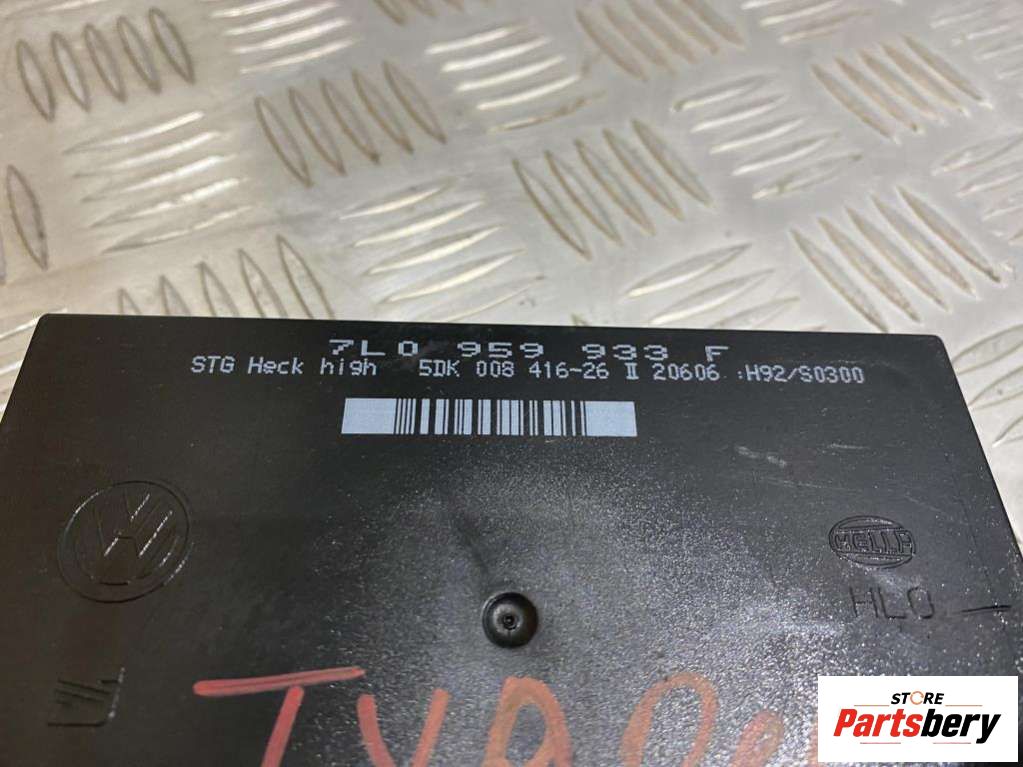 7L0 959 933 F
STG Heck high 5DK 008 416-26 II 20606 :H92/S0300
HELLA
HL0
STORE
Partsbery